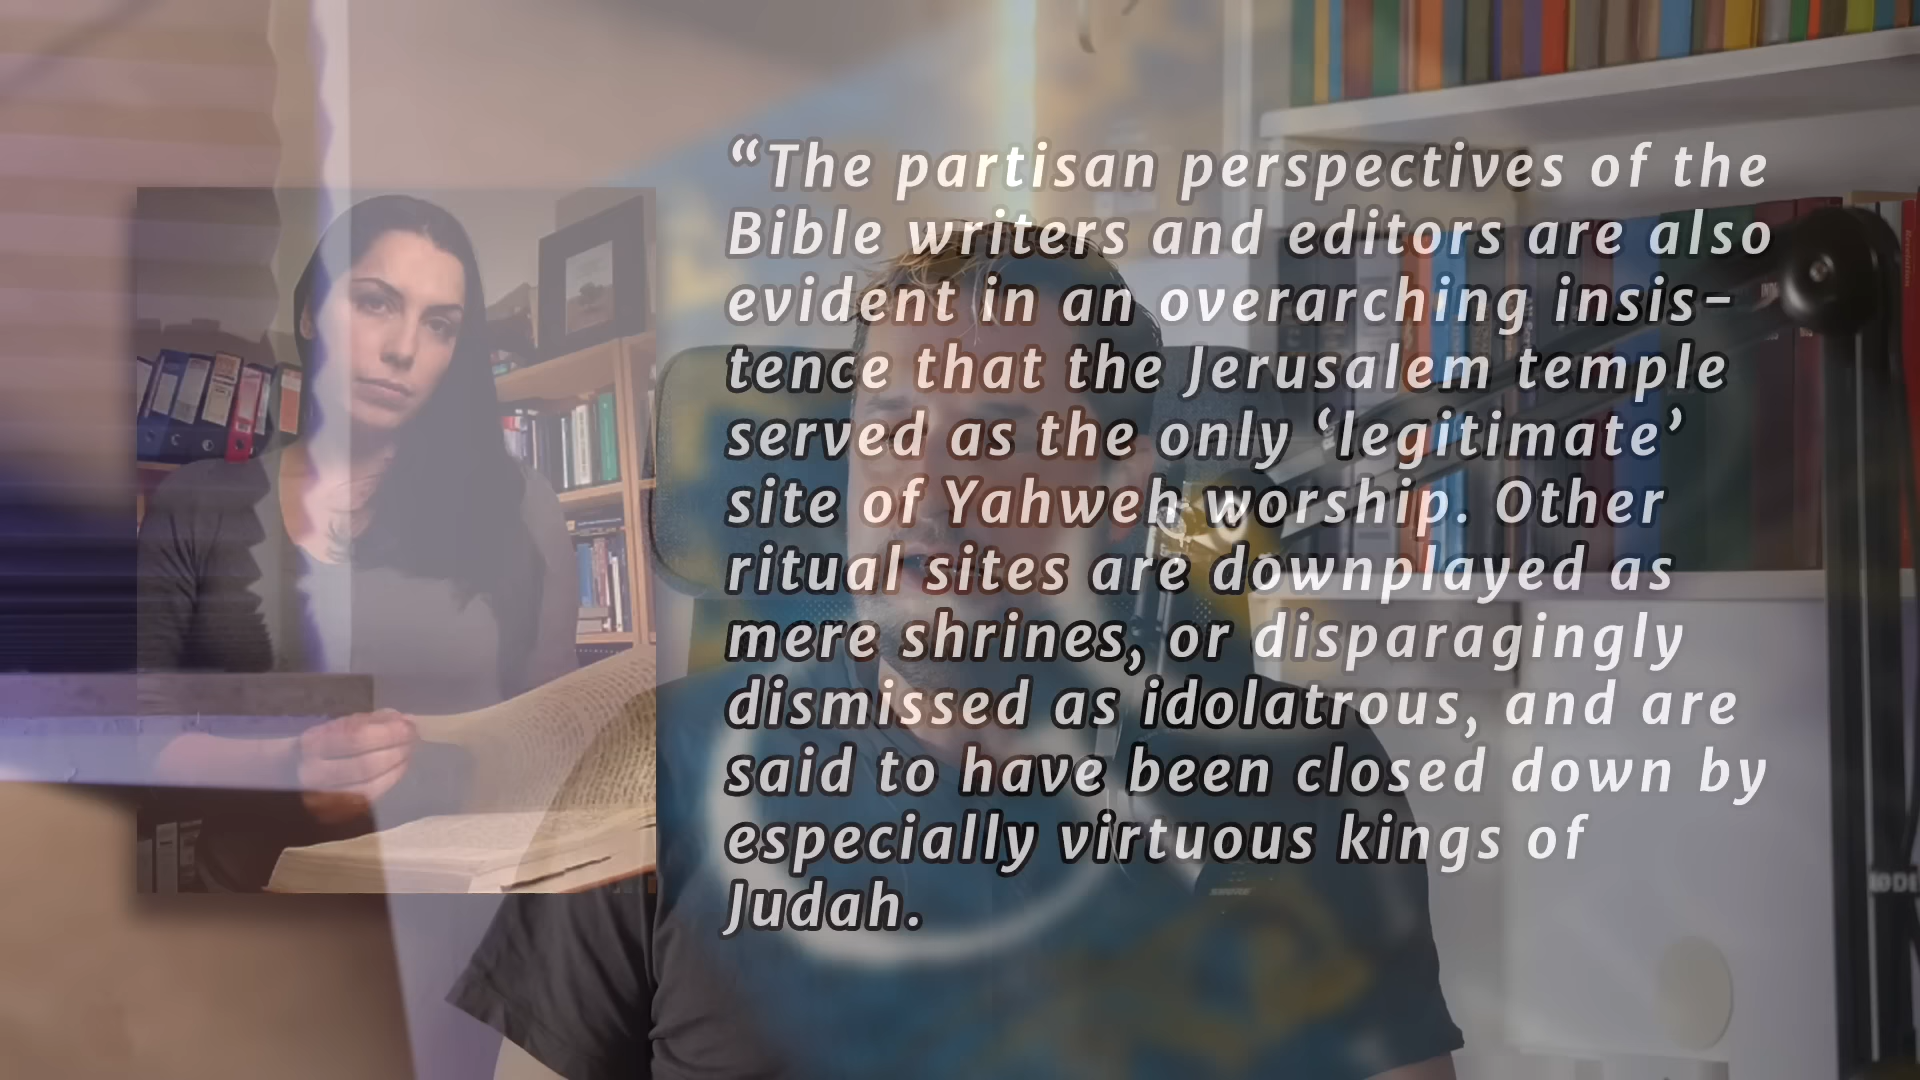 “The partisan perspectives of the
Bible writers and editors are also
evident in an overarching insis-
tence that the Jerusalem temple
served as the only ‘legitimate’
site of Yahweh worship. Other
ritual sites are downplayed as
mere shrines, or disparagingly
dismissed as idolatrous, and are
said to have been closed down by
especially virtuous kings of
Judah.